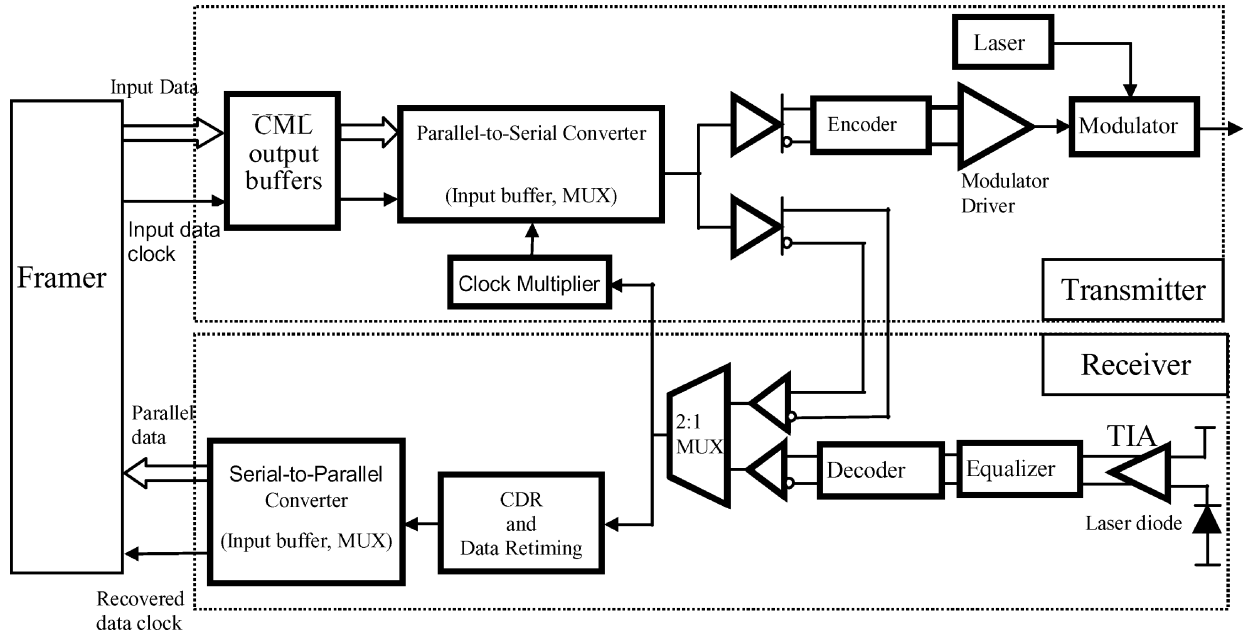 Laser
Input Data
CML
output
buffers
Parallel-to-Serial Converter
(Input buffer, MUX)
Encoder
Modulator
Modulator
Driver
Input data
clock
Framer
Clock Multiplier
Transmitter
Receiver
Parallel
data
2:1
MUX
TIA
Serial-to-Parallel
Converter
(Input buffer, MUX)
CDR
and
Data Retiming
Decoder
Equalizer
Laser diode
Recovered
data clock